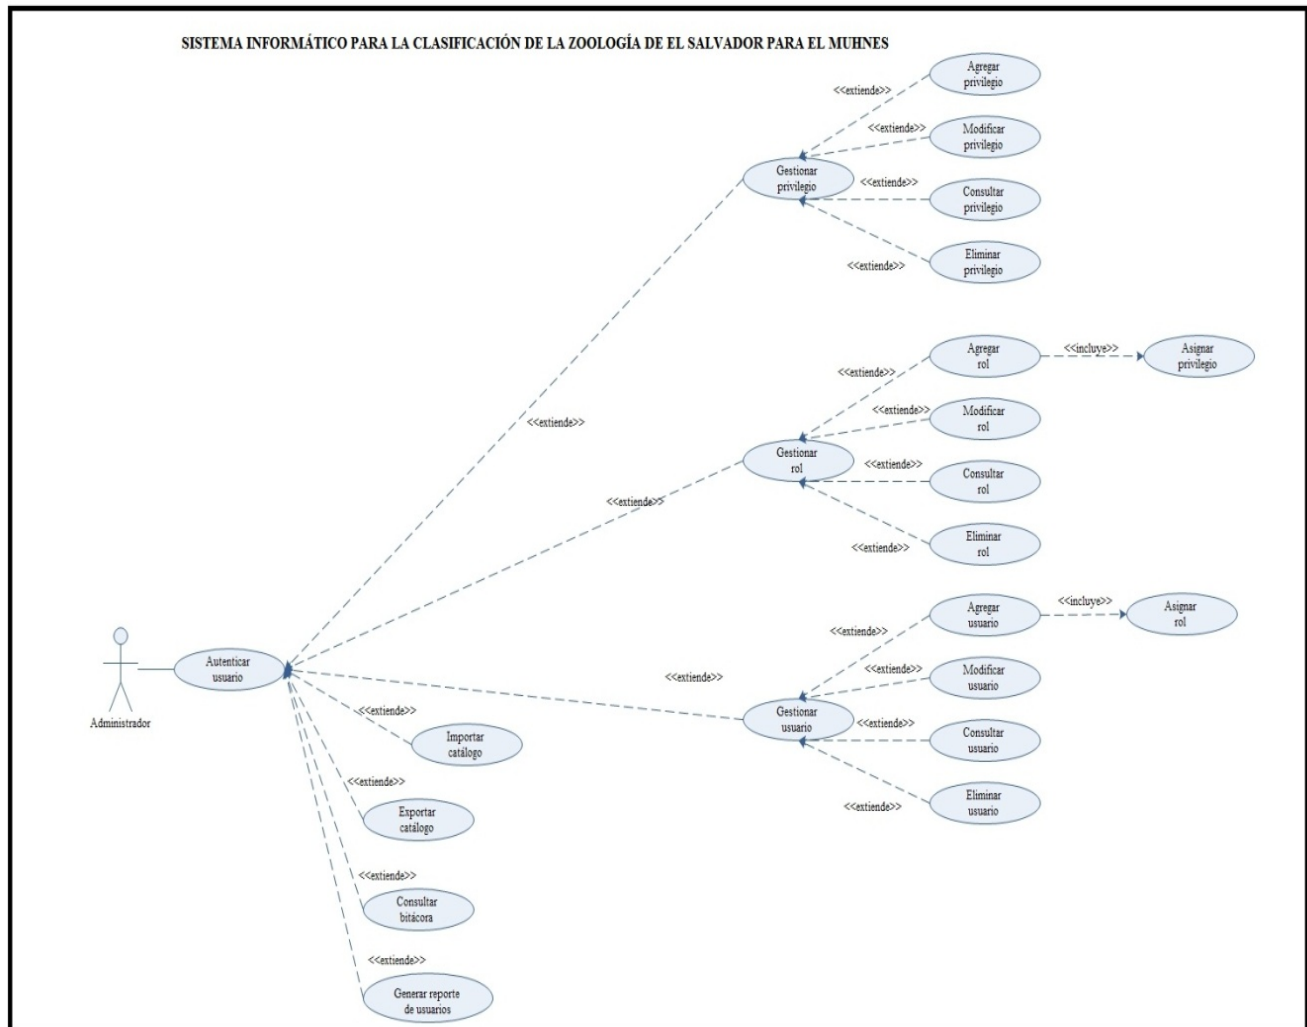 SISTEMA INFORMÁTICO PARA LA CLASIFICACIÓN DE LA ZOOLOGÍA DE EL SALVADOR PARA EL MUHNES
Agregar
privilegio
<<extiende>>
Modificar
privilegio
<<extiende>>
Gestionar
privilegio
<<extiende>>
Consultar
privilegio
<<extiende>>
Eliminar
privilegio
<<extiende>>
Agregar
rol
<<incluye>>
Asignar
privilegio
<<extiende>>
Modificar
rol
<<extiende>>
Gestionar
rol
<<extiende>>
Consultar
rol
<<extiende>>
<<extiende>>
Eliminar
rol
Agregar
usuario
<<incluye>>
Asignar
rol
<<extiende>>
Modificar
usuario
<<extiende>>
<<extiende>>
Gestionar
usuario
<<extiende>>
Consultar
usuario
<<extiende>>
Eliminar
usuario
Autenticar
usuario
Administrador
<<extiende>>
Importar
catálogo
<<extiende>>
Exportar
catálogo
<<extiende>>
Consultar
bitácora
<<extiende>>
Generar reporte
de usuarios